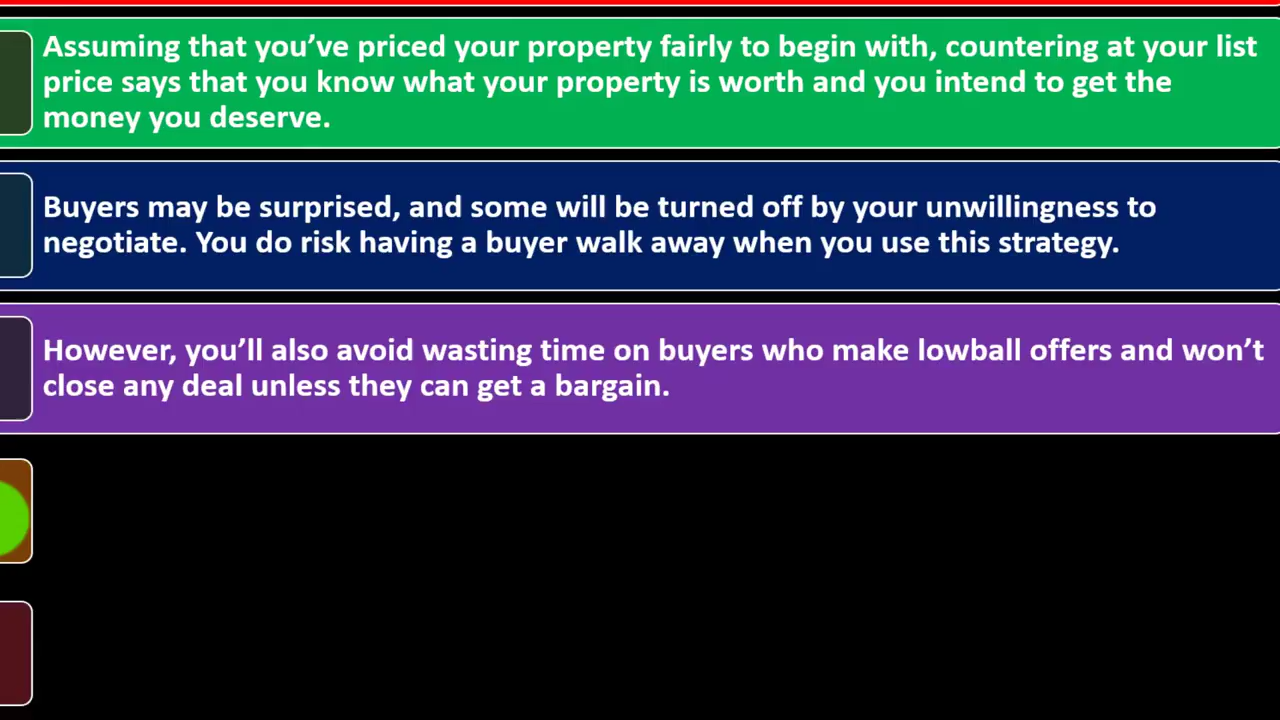 Assuming that you’ve priced your property fairly to begin with, countering at your list
price says that you know what your property is worth and you intend to get the
money you deserve.
Buyers may be surprised, and some will be turned off by your unwillingness to
negotiate. You do risk having a buyer walk away when you use this strategy.
However, you’ll also avoid wasting time on buyers who make lowball offers and won’t
close any deal unless they can get a bargain.